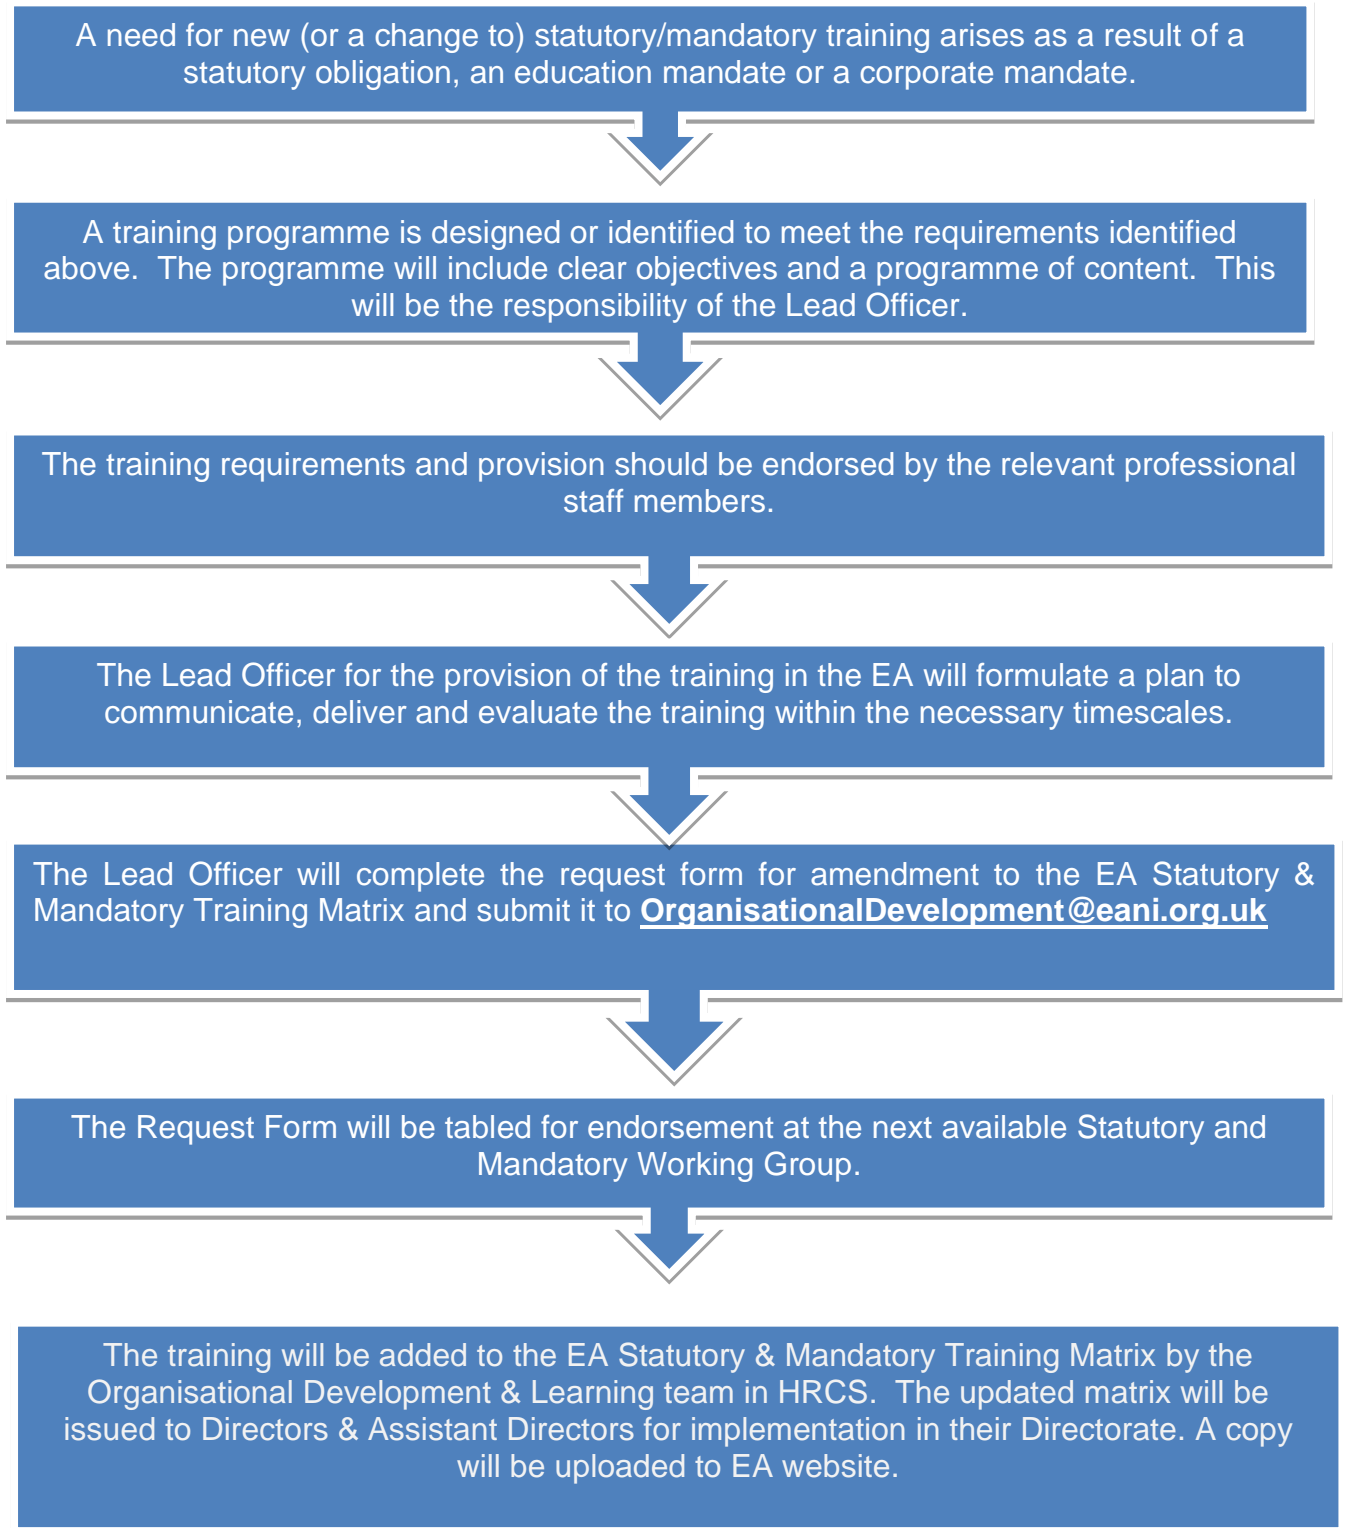 A need for new (or a change to) statutory/mandatory training arises as a result of a
statutory obligation, an education mandate or a corporate mandate.
A training programme is designed or identified to meet the requirements identified
above. The programme will include clear objectives and a programme of content. This
will be the responsibility of the Lead Officer.
The training requirements and provision should be endorsed by the relevant professional
staff members.
The Lead Officer for the provision of the training in the EA will formulate a plan to
communicate, deliver and evaluate the training within the necessary timescales.
The Lead Officer will complete the request form for amendment to the EA Statutory &
Mandatory Training Matrix and submit it to OrganisationalDevelopment@eani.org.uk
The Request Form will be tabled for endorsement at the next available Statutory and
Mandatory Working Group.
The training will be added to the EA Statutory & Mandatory Training Matrix by the
Organisational Development & Learning team in HRCS. The updated matrix will be
issued to Directors & Assistant Directors for implementation in their Directorate. A copy
will be uploaded to EA website.